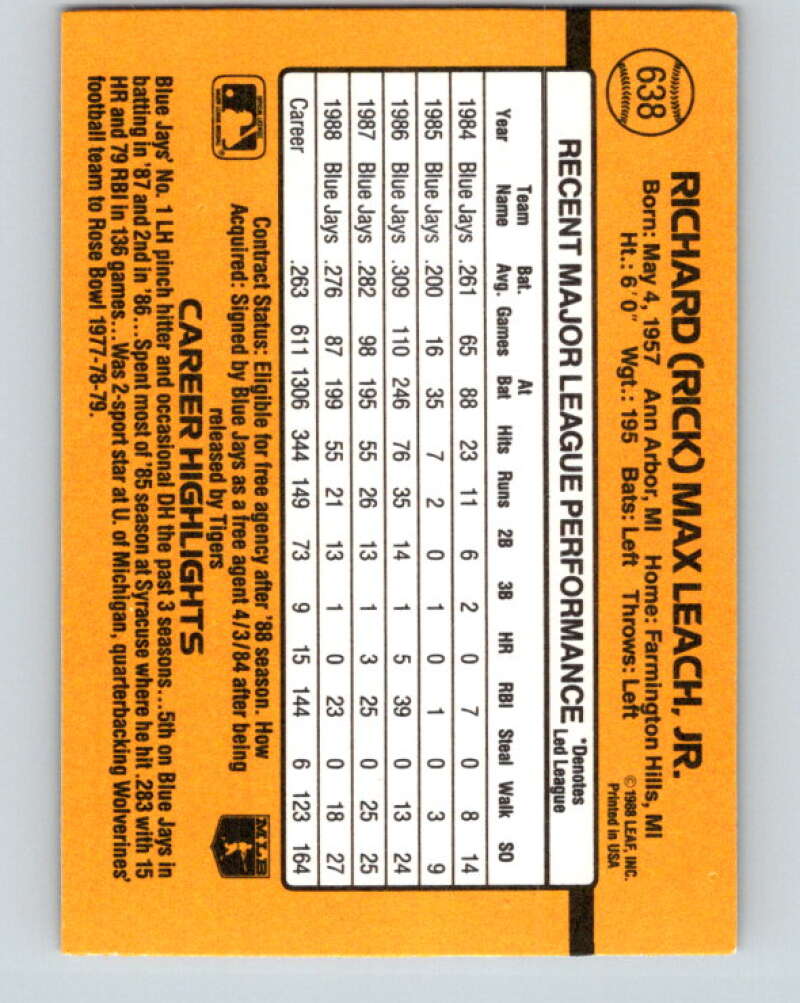 638
RICHARD (RICK) MAX LEACH, JR.
Born: May 4, 1957 Ann Arbor, MI Home: Farmington Hills, MI
Ht.: 6'0" Wgt.: 195 Bats: Left Throws: Left
© 1988 LEAF, INC.
Printed in USA
RECENT MAJOR LEAGUE PERFORMANCE *Denotes
Led League
Team Bat. At
Year Name Avg. Games Bat Hits Runs 2B 3B HR RBI Steal Walk SO
1984 Blue Jays .261 65 88 23 11 6 2 0 7 0 8 14
1985 Blue Jays .200 16 35 7 2 0 1 0 1 0 3 9
1986 Blue Jays .309 110 246 76 35 14 1 5 39 0 13 24
1987 Blue Jays .282 98 195 55 26 13 1 3 25 0 25 25
1988 Blue Jays .276 87 199 55 21 13 1 0 23 0 18 27
Career .263 611 1306 344 149 73 9 15 144 6 123 164
Contract Status: Eligible for free agency after '88 season. How
Acquired: Signed by Blue Jays as a free agent 4/3/84 after being
released by Tigers
MLB
CAREER HIGHLIGHTS
Blue Jays' No. 1 LH pinch hitter and occasional DH the past 3 seasons...5th on Blue Jays in
batting in '87 and 2nd in '86....Spent most of '85 season at Syracuse where he hit .283 with 15
HR and 79 RBI in 136 games...Was 2-sport star at U. of Michigan, quarterbacking Wolverines'
football team to Rose Bowl 1977-78-79.